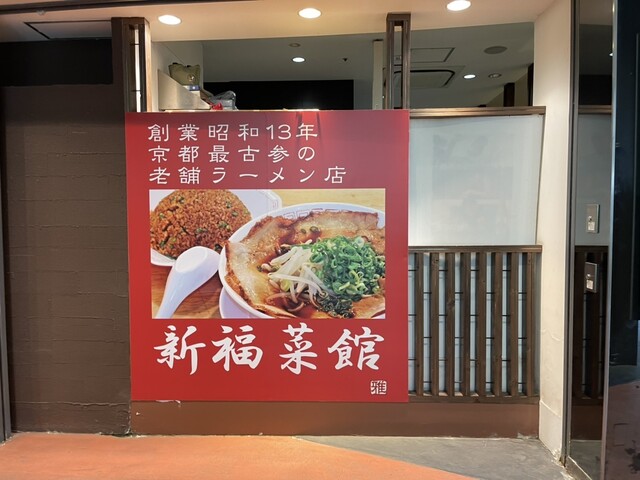 創業昭和13年
京都最古参の
老舗ラーメン店
新福菜館
雅